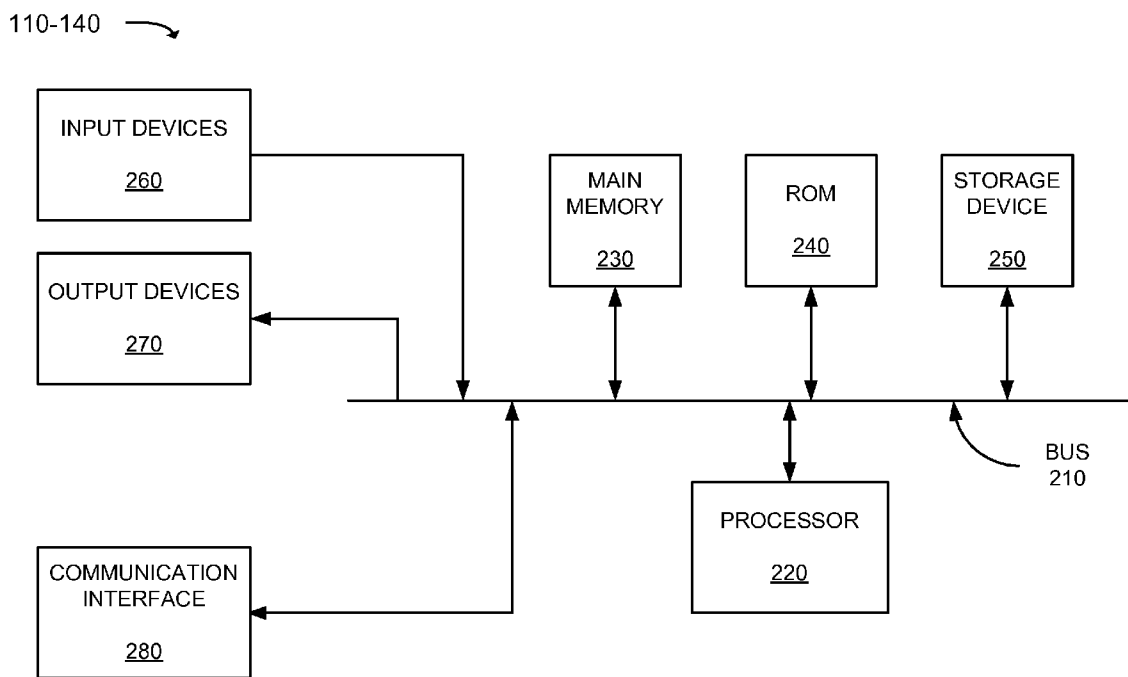 110-140
INPUT DEVICES
260
OUTPUT DEVICES
270
MAIN
MEMORY
230
ROM
240
STORAGE
DEVICE
250
BUS
210
PROCESSOR
220
COMMUNICATION
INTERFACE
280